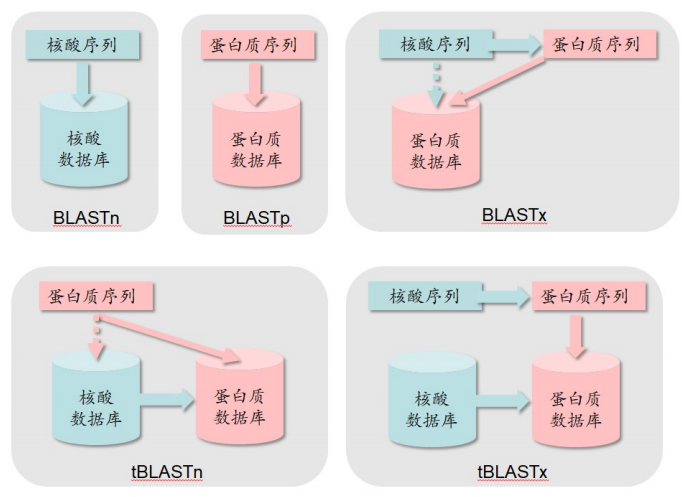 核酸序列
核酸
数据库
BLASTn
蛋白质序列
蛋白质
数据库
BLASTp
核酸序列
蛋白质序列
蛋白质
数据库
BLASTx
蛋白质序列
核酸
数据库
蛋白质
数据库
tBLASTn
核酸序列
蛋白质序列
核酸
数据库
蛋白质
数据库
tBLASTx